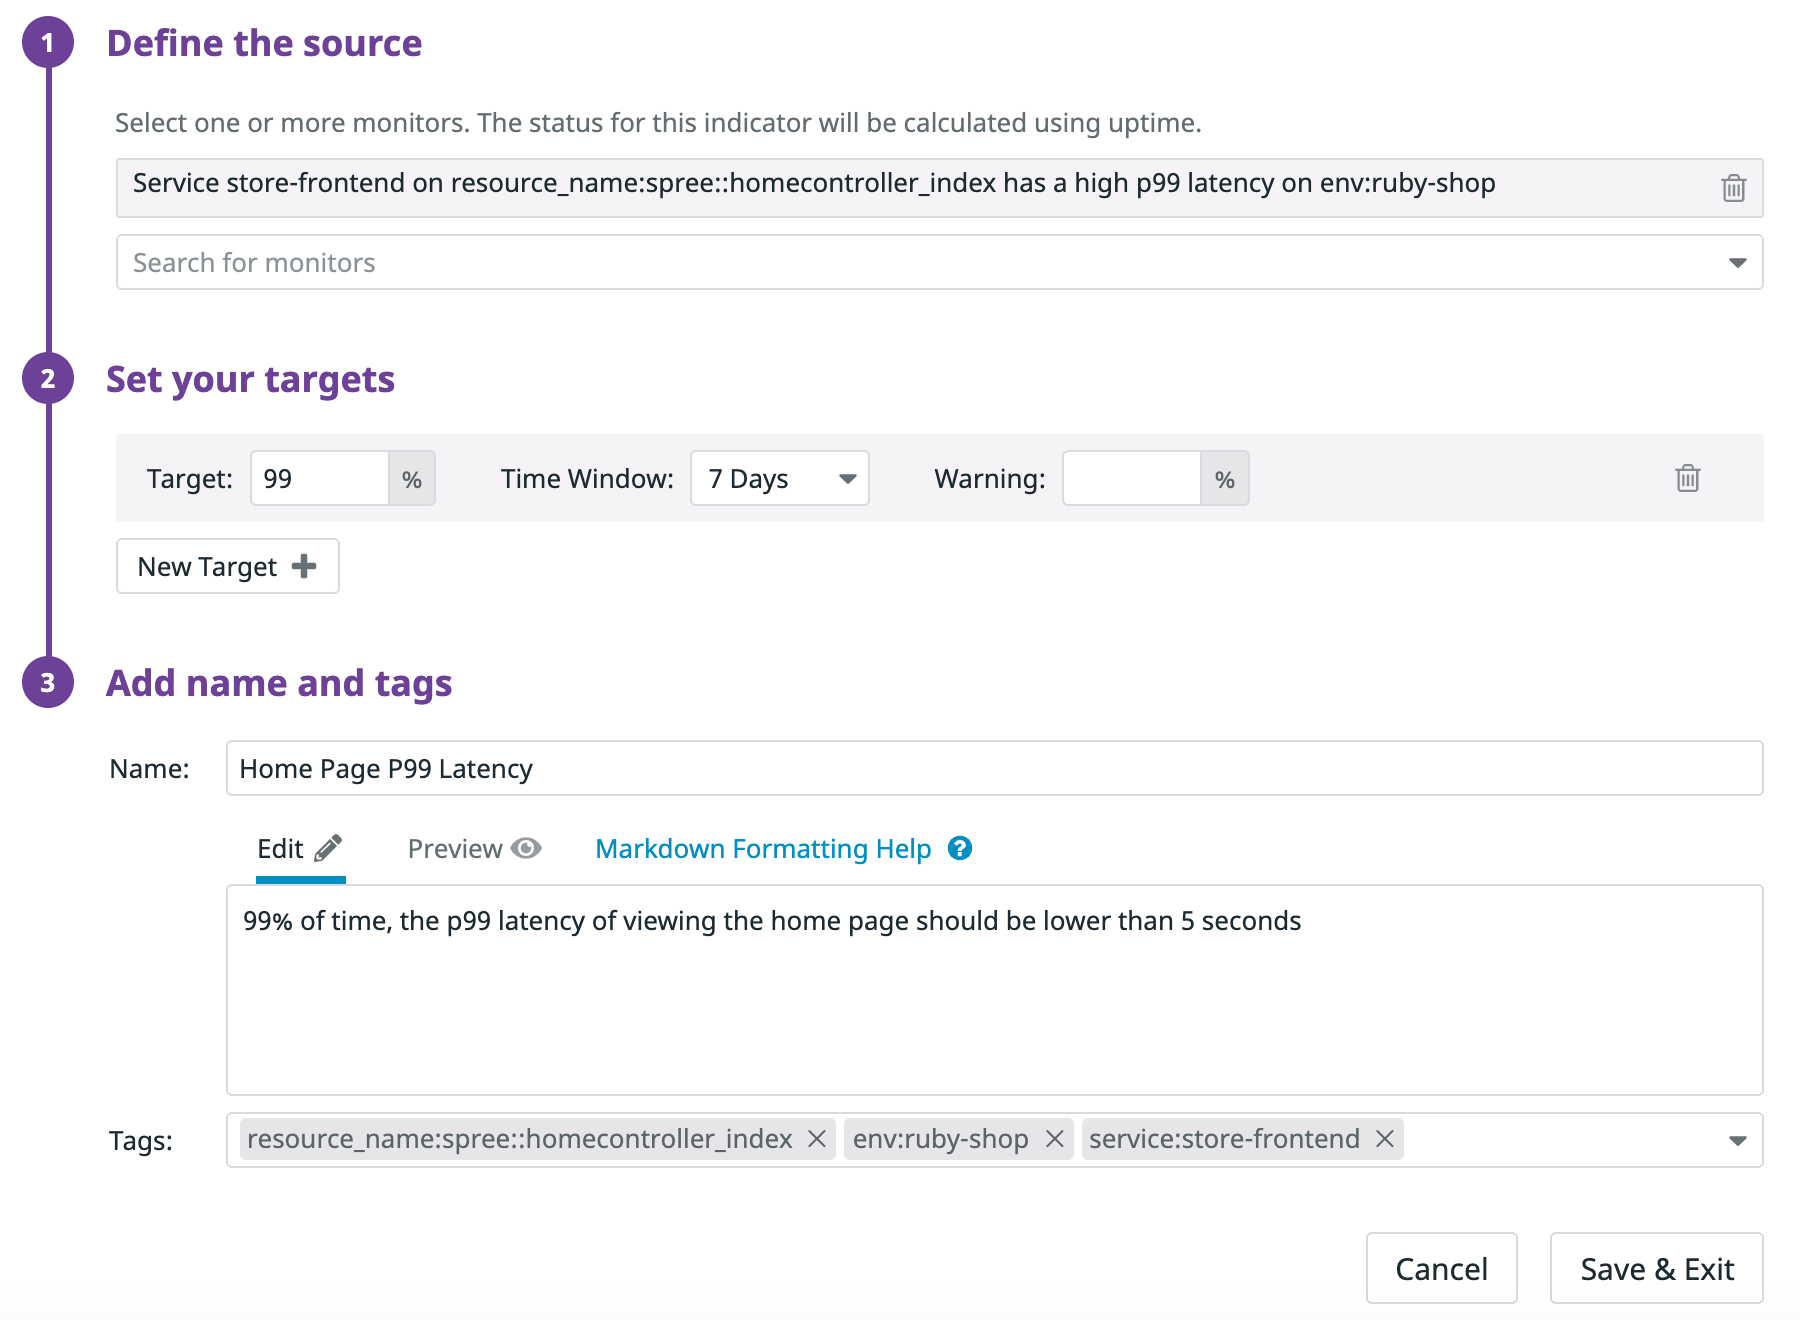 1 Define the source
Select one or more monitors. The status for this indicator will be calculated using uptime.
Service store-frontend on resource_name:spree::homecontroller_index has a high p99 latency on env:ruby-shop
Search for monitors
2 Set your targets
Target: 99 % Time Window: 7 Days Warning: %
New Target
3 Add name and tags
Name: Home Page P99 Latency
Edit Preview Markdown Formatting Help ?
99% of time, the p99 latency of viewing the home page should be lower than 5 seconds
Tags: resource_name:spree::homecontroller_index env:ruby-shop service:store-frontend
Cancel Save & Exit